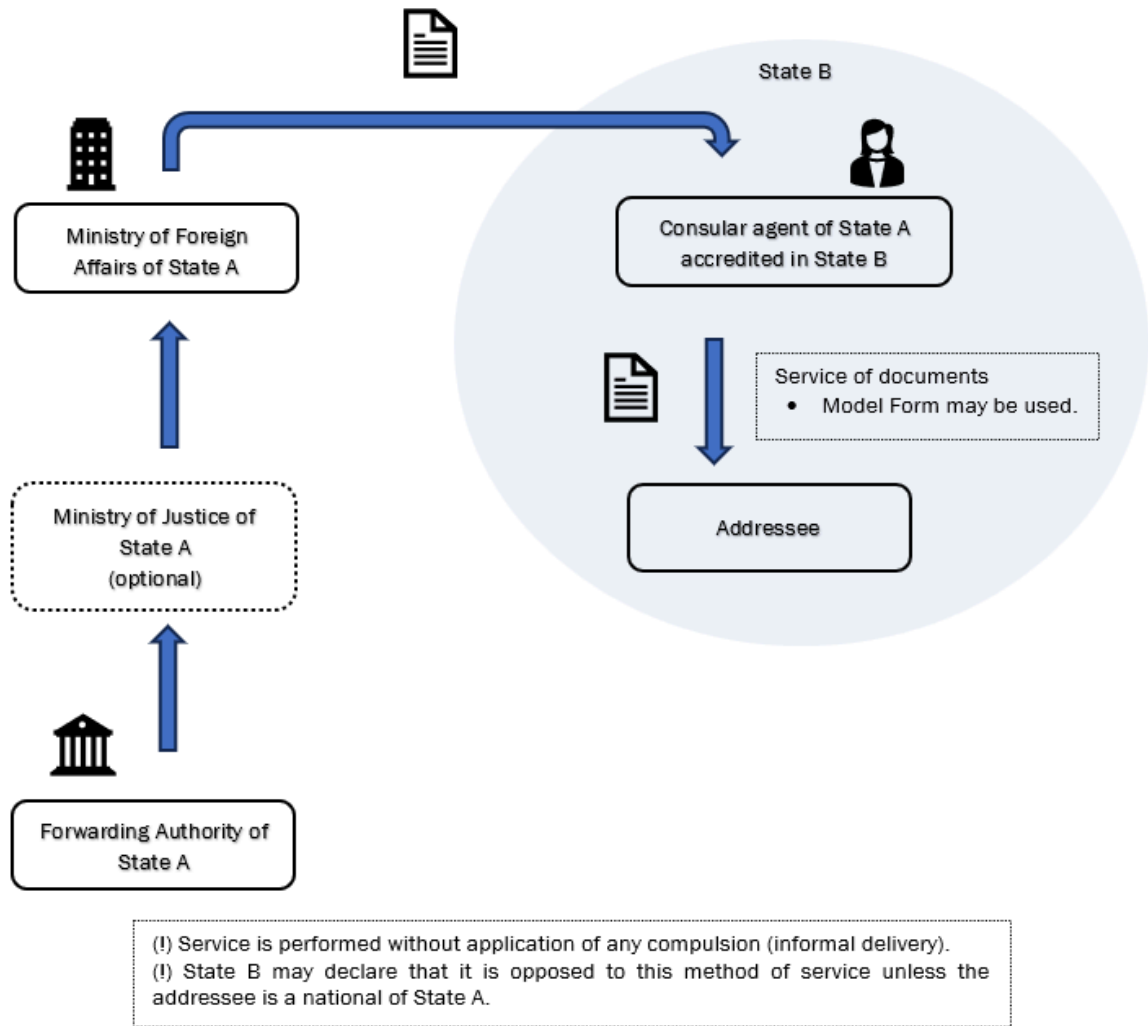 State B
Ministry of Foreign
Affairs of State A
Consular agent of State A
accredited in State B
Service of documents
• Model Form may be used.
Ministry of Justice of
State A
(optional)
Addressee
Forwarding Authority of
State A
(!) Service is performed without application of any compulsion (informal delivery).
(!) State B may declare that it is opposed to this method of service unless the
addressee is a national of State A.